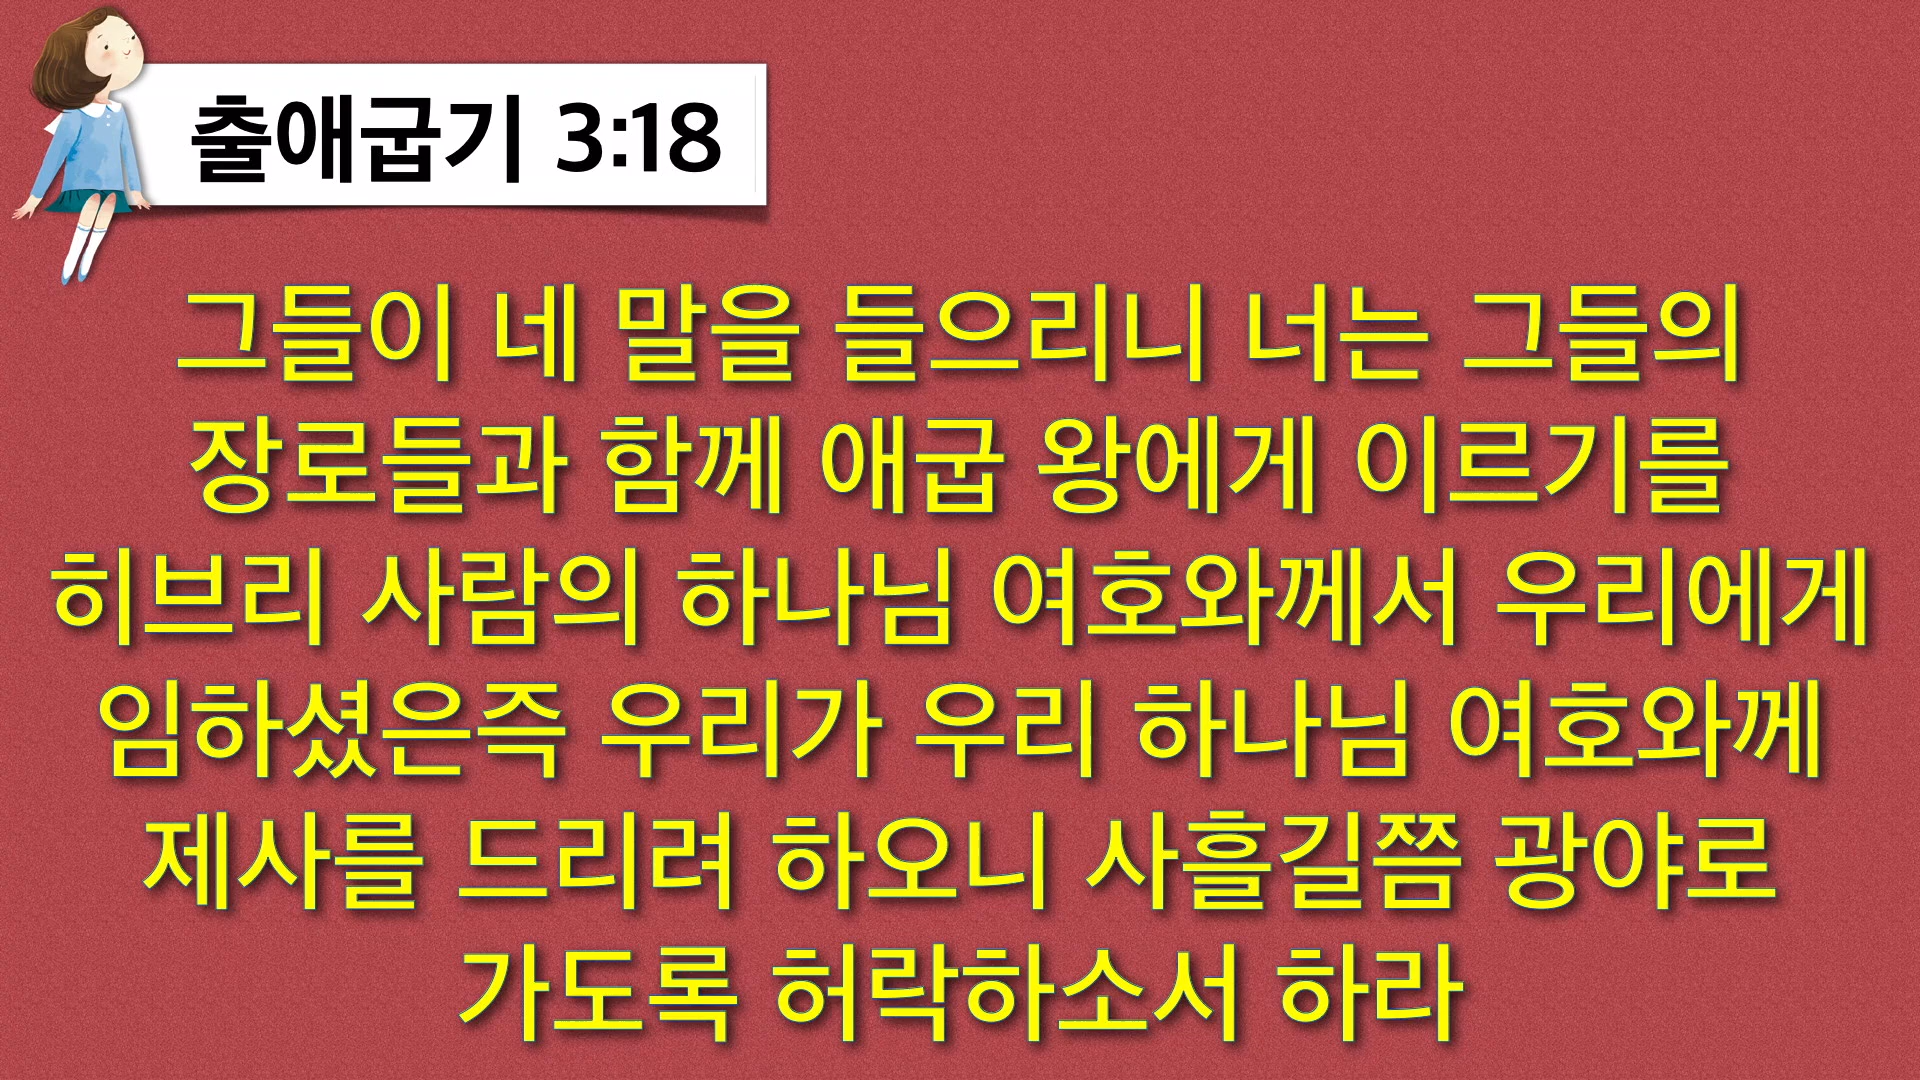 출애굽기 3:18
그들이 네 말을 들으리니 너는 그들의
장로들과 함께 애굽 왕에게 이르기를
히브리 사람의 하나님 여호와께서 우리에게
임하셨은즉 우리가 우리 하나님 여호와께
제사를 드리려 하오니 사흘길쯤 광야로
가도록 허락하소서 하라